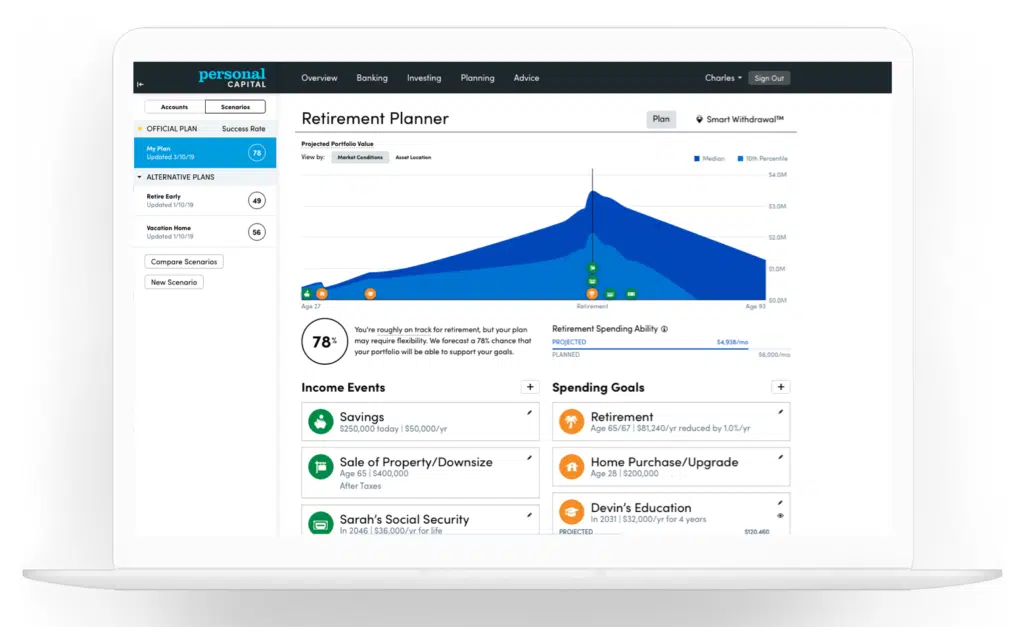 personal
CAPITAL
Overview Banking Investing Planning Advice
Charles Sign Out
Accounts Scenarios
OFFICIAL PLAN Success Rate
My Plan
Updated 3/10/19
78
ALTERNATIVE PLANS
Retire Early
Updated 1/10/19
49
Vacation Home
Updated 1/10/19
56
Compare Scenarios
New Scenario
Retirement Planner
Plan Smart Withdrawal™
Projected Portfolio Value
View by: Market Conditions Asset Location
Median 10th Percentile
$4.0M
$3.0M
$2.0M
$1.0M
$0.0M
Age 27 Retirement Age 93
78%
You're roughly on track for retirement, but your plan
may require flexibility. We forecast a 78% chance that
your portfolio will be able to support your goals.
Retirement Spending Ability
PROJECTED $4,938/mo
PLANNED $6,000/mo
Income Events +
Savings
$250,000 today | $50,000/yr
Sale of Property/Downsize
Age 65 | $400,000
After Taxes
Sarah's Social Security
In 2046 | $36,000/yr for life
Spending Goals +
Retirement
Age 65/67 | $81,240/yr reduced by 1.0%/yr
Home Purchase/Upgrade
Age 28 | $200,000
Devin's Education
In 2031 | $32,000/yr for 4 years
PROJECTED $120,460